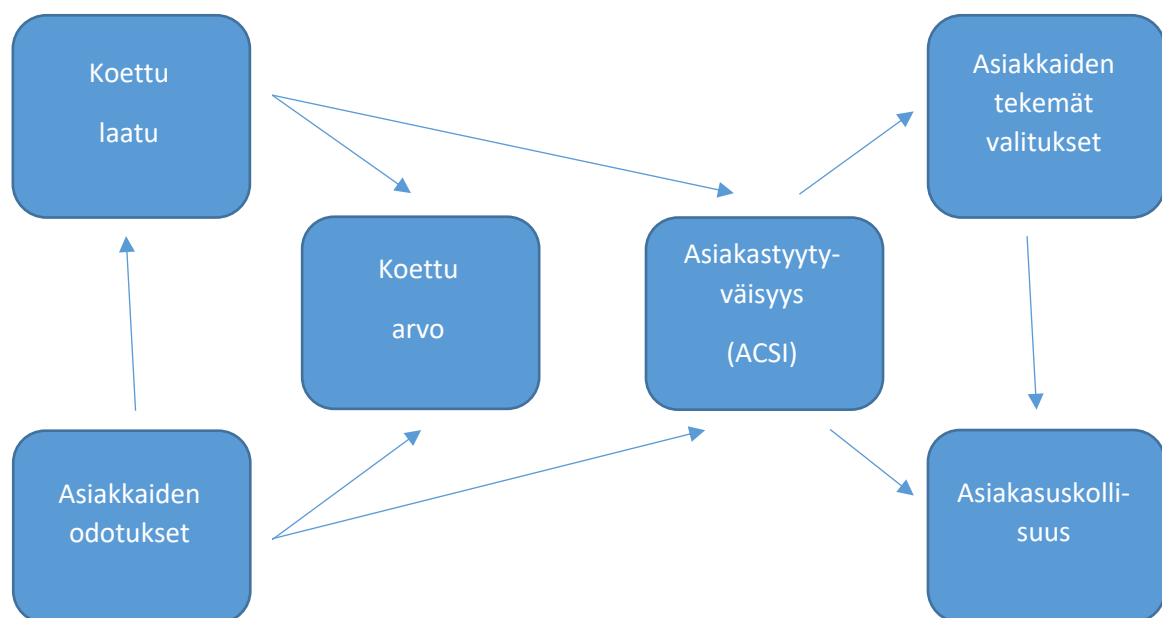 Koettu
laatu
Asiakkaiden
tekemät
valitukset
Koettu
arvo
Asiakastyyty-
väisyys
(ACSI)
Asiakkaiden
odotukset
Asiakasuskolli-
suus